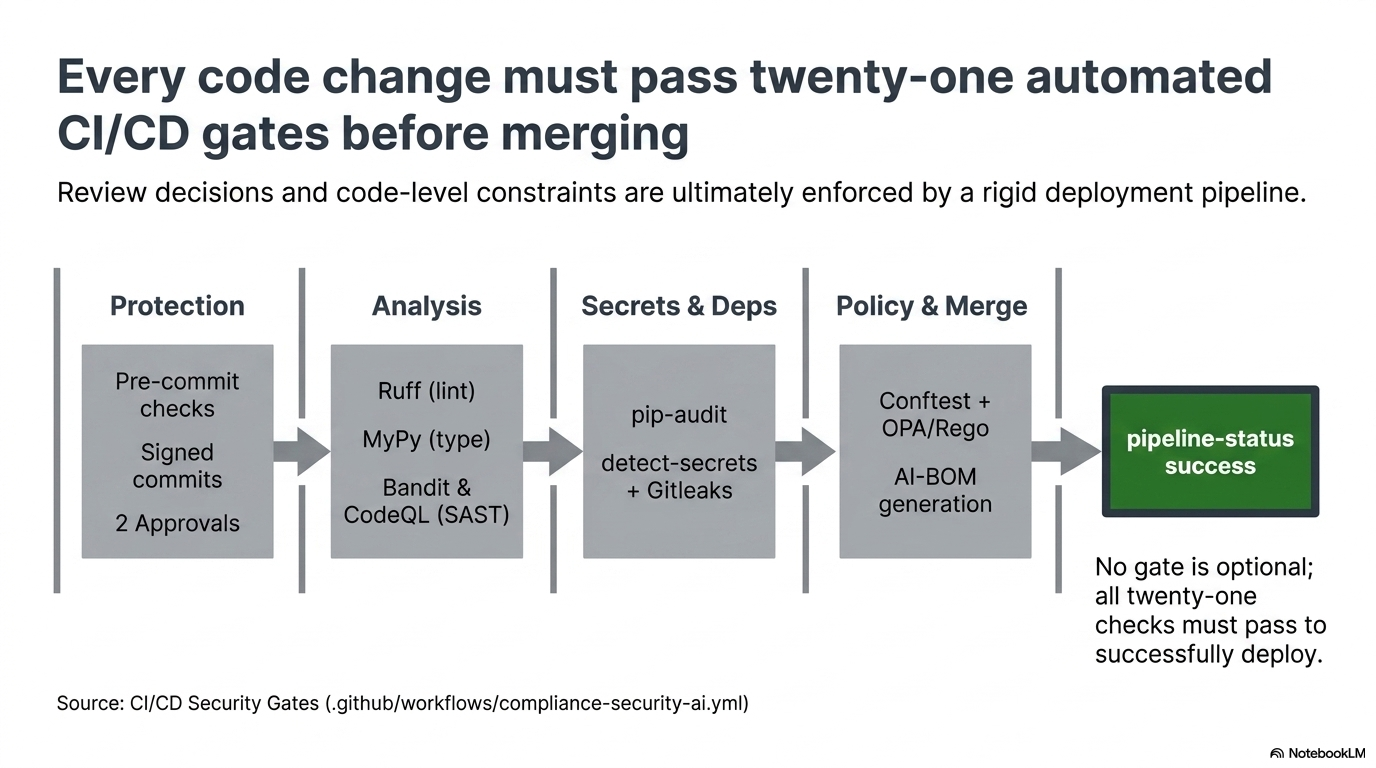 Every code change must pass twenty-one automated
CI/CD gates before merging
Review decisions and code-level constraints are ultimately enforced by a rigid deployment pipeline.
Protection
Pre-commit
checks
Signed
commits
2 Approvals
Analysis
Ruff (lint)
MyPy (type)
Bandit &
CodeQL (SAST)
Secrets & Deps
pip-audit
detect-secrets
+ Gitleaks
Policy & Merge
Conftest +
OPA/Rego
AI-BOM
generation
pipeline-status
success
No gate is optional;
all twenty-one
checks must pass to
successfully deploy.
Source: CI/CD Security Gates (.github/workflows/compliance-security-ai.yml)
NotebookLM